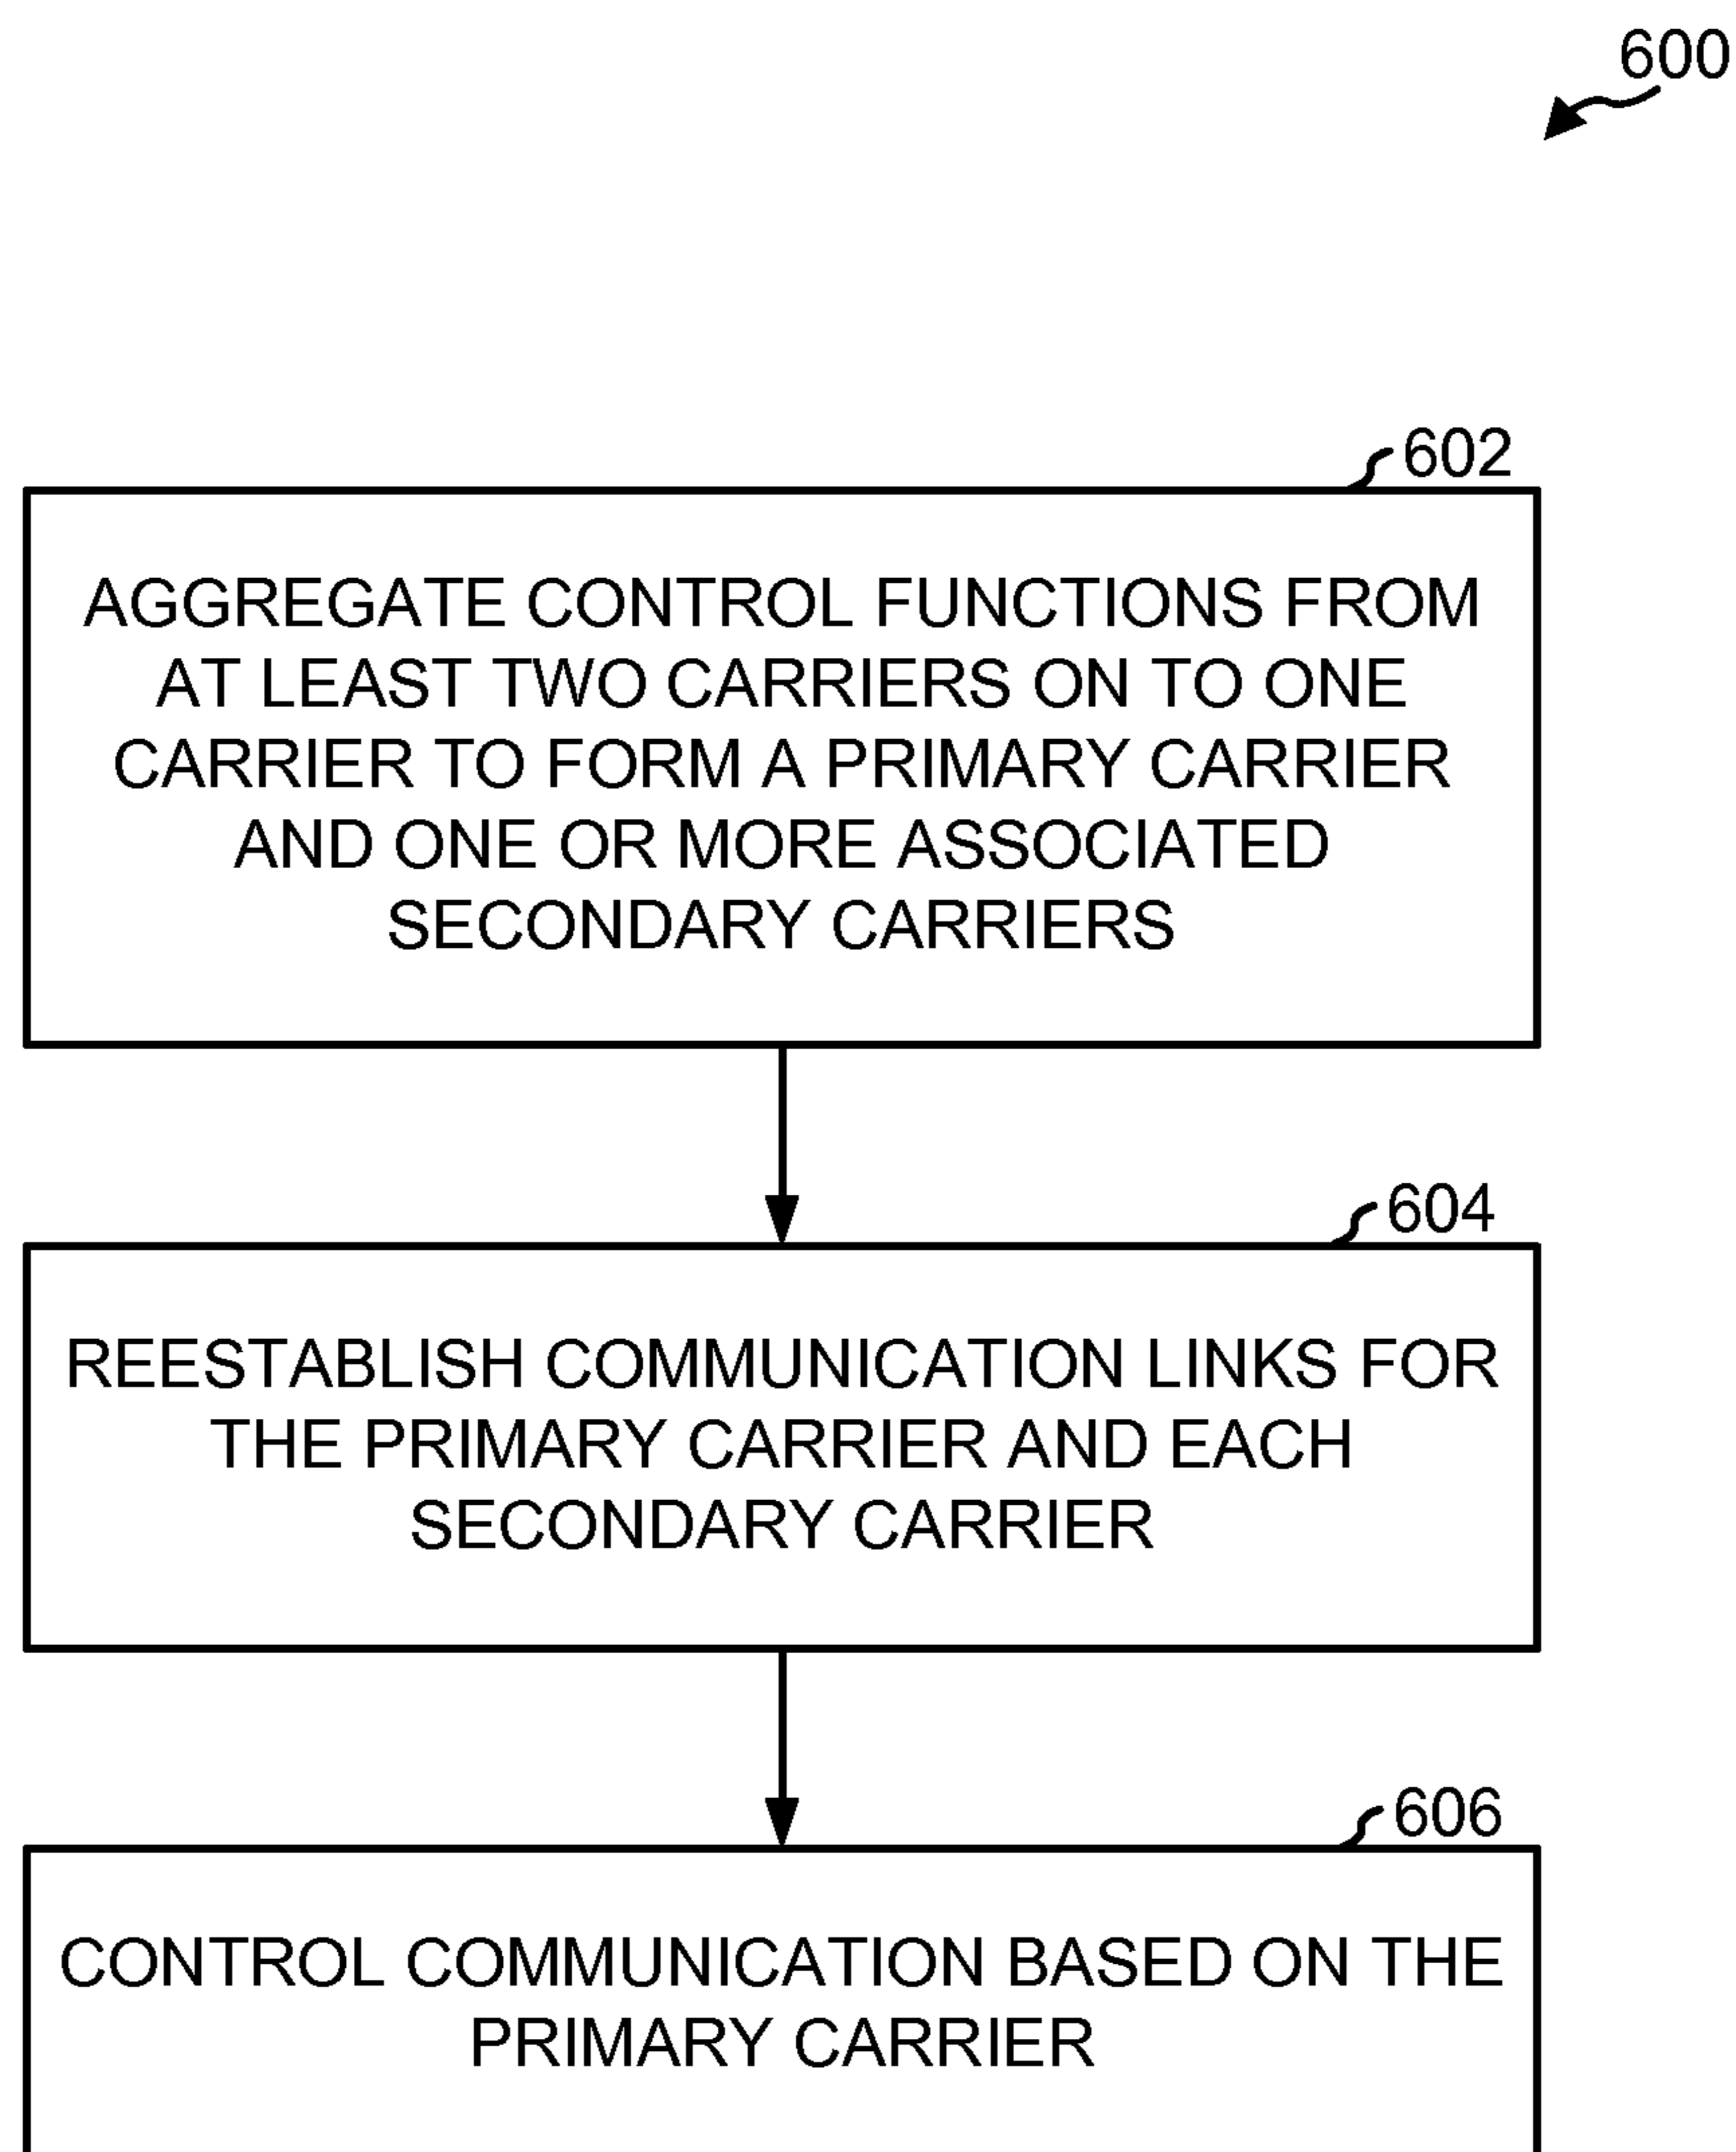 600
602
AGGREGATE CONTROL FUNCTIONS FROM
AT LEAST TWO CARRIERS ON TO ONE
CARRIER TO FORM A PRIMARY CARRIER
AND ONE OR MORE ASSOCIATED
SECONDARY CARRIERS
604
REESTABLISH COMMUNICATION LINKS FOR
THE PRIMARY CARRIER AND EACH
SECONDARY CARRIER
606
CONTROL COMMUNICATION BASED ON THE
PRIMARY CARRIER